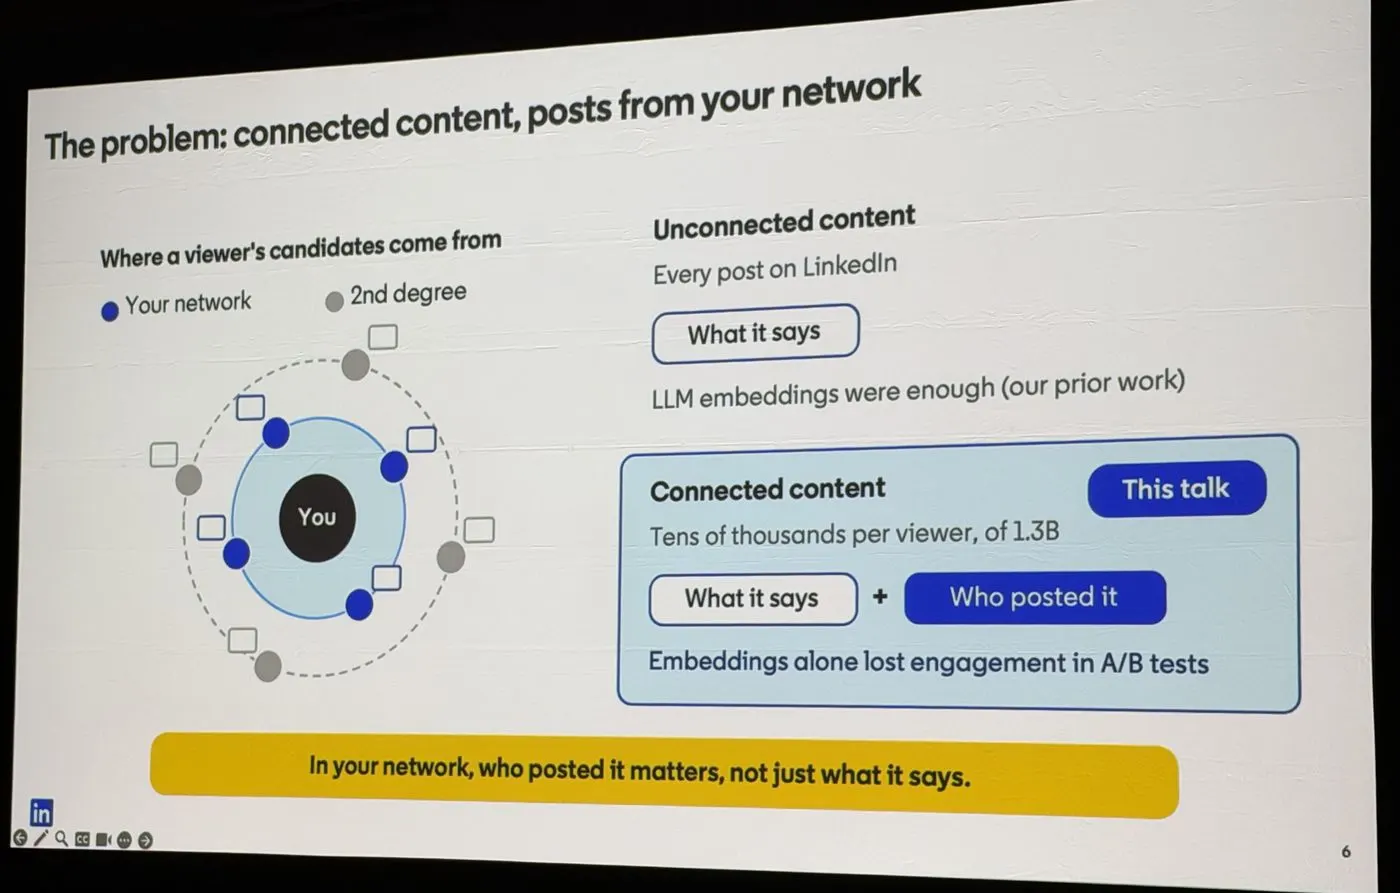 The problem: connected content, posts from your network
Where a viewer's candidates come from
Your network
2nd degree
You
Unconnected content
Every post on LinkedIn
What it says
LLM embeddings were enough (our prior work)
Connected content
This talk
Tens of thousands per viewer, of 1.3B
What it says + Who posted it
Embeddings alone lost engagement in A/B tests
In your network, who posted it matters, not just what it says.
in
CC
6